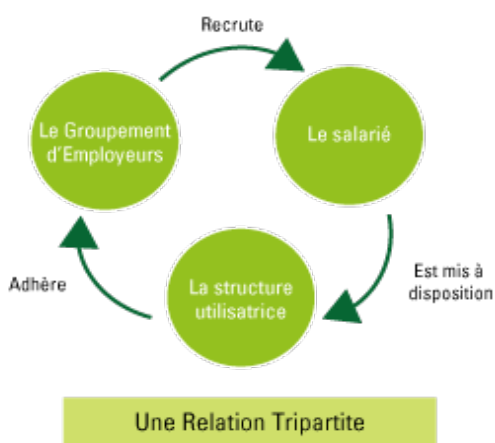 Recrute
Le Groupement
d'Employeurs
Le salarié
Est mis à
disposition
La structure
utilisatrice
Adhère
Une Relation Tripartite